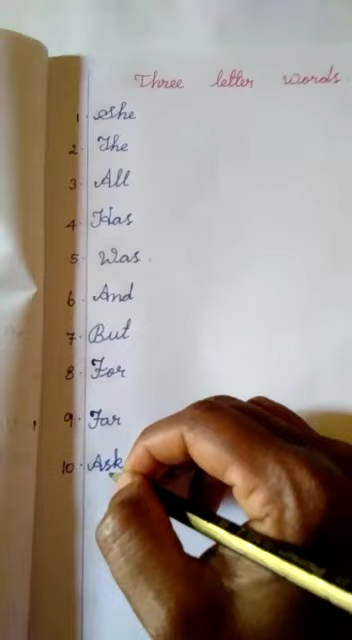 Three letter words
1. She
2. The
3. All
4. Has
5. Was.
6. And
7. But
8. For
9. Far
10. Ask